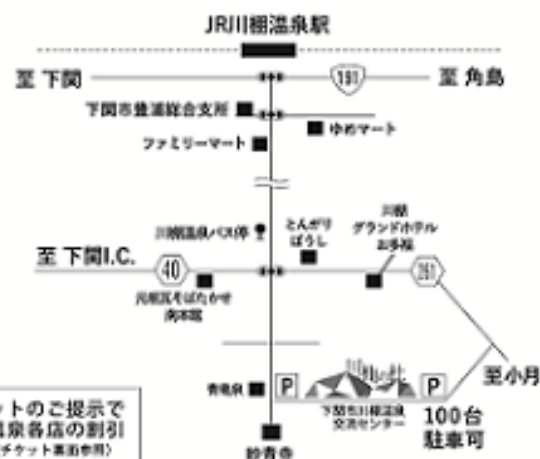 JR川棚温泉駅
至 下関
191
至 角島
下関市豊浦総合支所
ゆめマート
ファミリーマート
川棚温泉バス停
とんがり
ぼうし
川棚
グランドホテル
お多福
至 下関I.C.
40
261
元祖瓦そばたかせ
南本館
至小月
青竜泉
P
川棚の杜
P
下関市川棚温泉
交流センター
100台
駐車可
妙青寺
ットのご提示で
温泉各店の割引
チケット裏面参照)